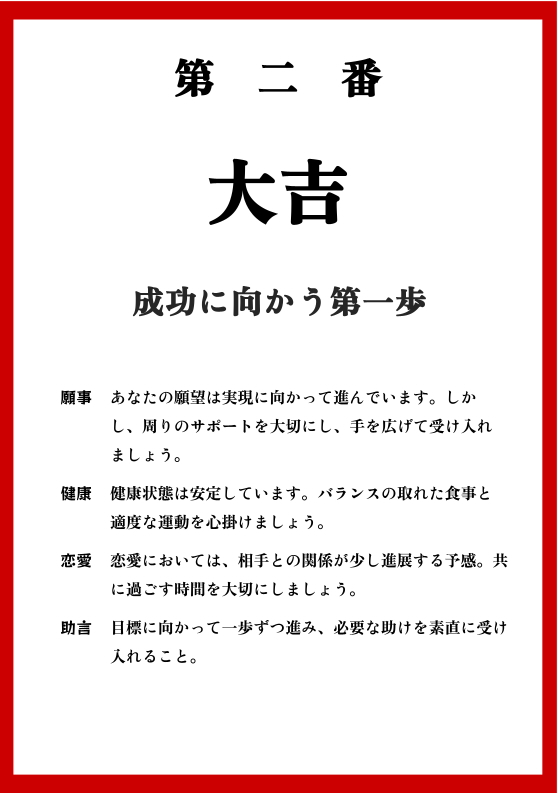 第 二 番
大吉
成功に向かう第一歩
願事 あなたの願望は実現に向かって進んでいます。しか
し、周りのサポートを大切にし、手を広げて受け入れ
ましょう。
健康 健康状態は安定しています。バランスの取れた食事と
適度な運動を心掛けましょう。
恋愛 恋愛においては、相手との関係が少し進展する予感。共
に過ごす時間を大切にしましょう。
助言 目標に向かって一歩ずつ進み、必要な助けを素直に受け
入れること。